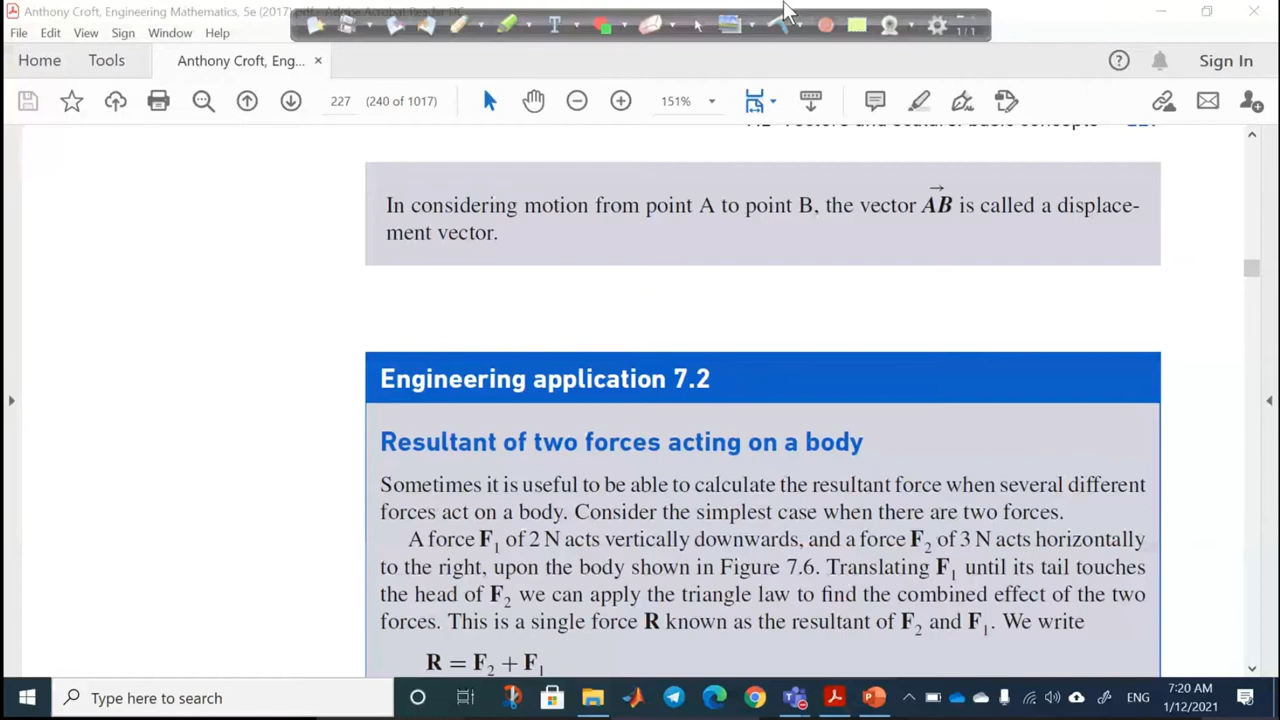 Anthony Croft, Engineering Mathematics, 5e (2017).pdf - Adobe Acrobat Reader DC
File Edit View Sign Window Help
T 1/1
Home Tools Anthony Croft, Eng... × Sign In
227 (240 of 1017) 151%
In considering motion from point A to point B, the vector AB is called a displace-
ment vector.
Engineering application 7.2
Resultant of two forces acting on a body
Sometimes it is useful to be able to calculate the resultant force when several different
forces act on a body. Consider the simplest case when there are two forces.
A force F₁ of 2 N acts vertically downwards, and a force F₂ of 3 N acts horizontally
to the right, upon the body shown in Figure 7.6. Translating F₁ until its tail touches
the head of F₂ we can apply the triangle law to find the combined effect of the two
forces. This is a single force R known as the resultant of F₂ and F₁. We write
R = F₂ + F₁
Type here to search ENG 7:20 AM
1/12/2021